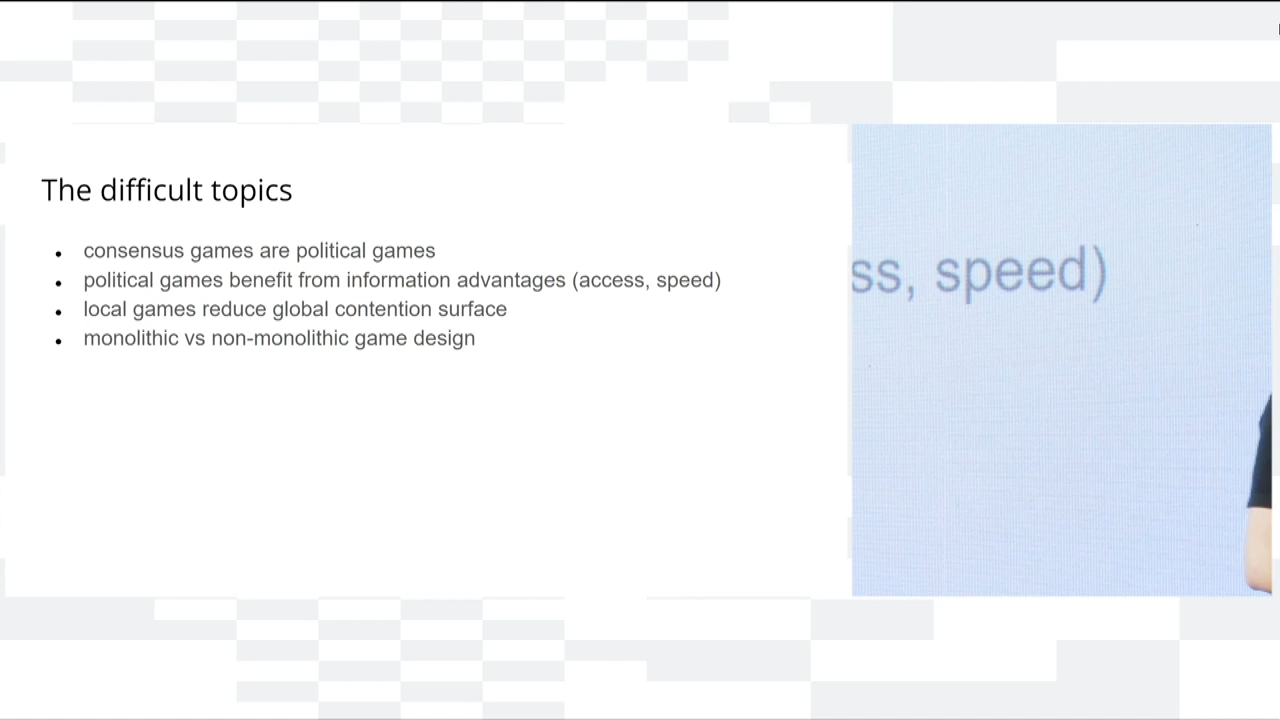 The difficult topics
• consensus games are political games
• political games benefit from information advantages (access, speed)
• local games reduce global contention surface
• monolithic vs non-monolithic game design
ss, speed)